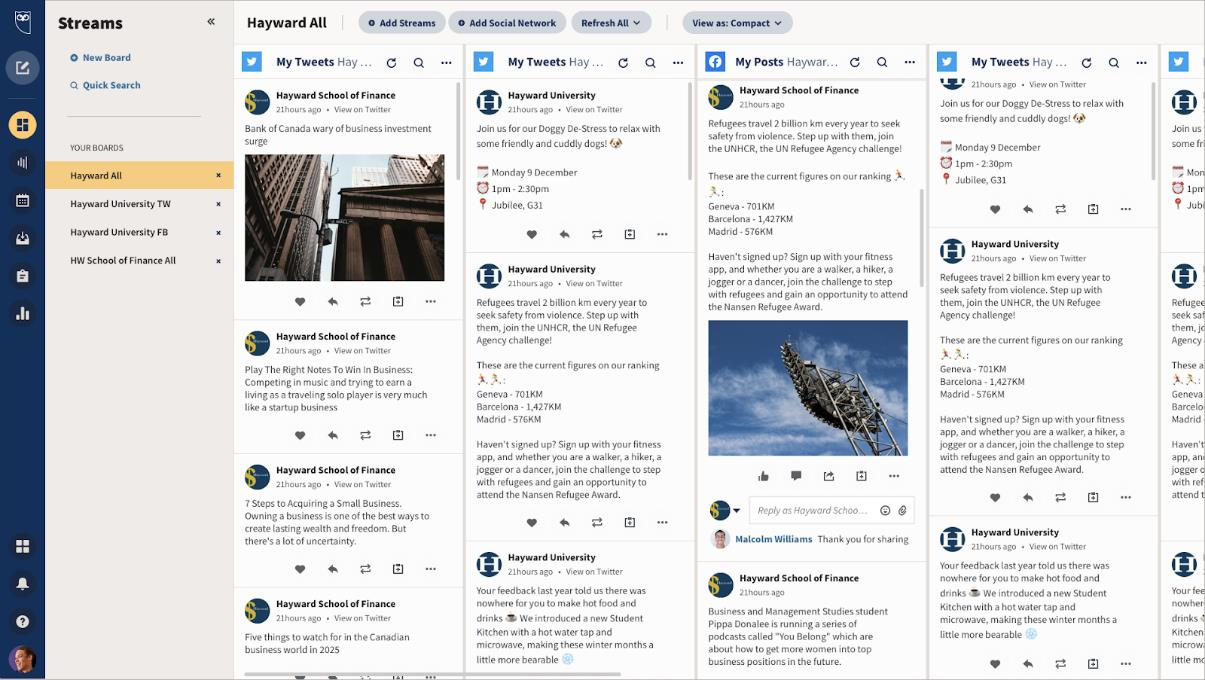 Streams
«
New Board
Quick Search
YOUR BOARDS
Hayward All ×
Hayward University TW ×
Hayward University FB ×
HW School of Finance All ×
Hayward All
Add Streams
Add Social Network
Refresh All
View as: Compact
My Tweets Hay ...
Hayward School of Finance
21hours ago • View on Twitter
Bank of Canada wary of business investment
surge
Hayward School of Finance
21hours ago • View on Twitter
Play The Right Notes To Win In Business:
Competing in music and trying to earn a
living as a traveling solo player is very much
like a startup business
Hayward School of Finance
21hours ago • View on Twitter
7 Steps to Acquiring a Small Business.
Owning a business is one of the best ways to
create lasting wealth and freedom. But
there's a lot of uncertainty.
Hayward School of Finance
21hours ago • View on Twitter
Five things to watch for in the Canadian
business world in 2025
My Tweets Hay ...
Hayward University
21hours ago • View on Twitter
Join us for our Doggy De-Stress to relax with
some friendly and cuddly dogs! 🐶
🗓️ Monday 9 December
⏰ 1pm - 2:30pm
📍 Jubilee, G31
Hayward University
21hours ago • View on Twitter
Refugees travel 2 billion km every year to
seek safety from violence. Step up with
them, join the UNHCR, the UN Refugee
Agency challenge!
These are the current figures on our ranking
🏃🏃:
Geneva - 701KM
Barcelona - 1,427KM
Madrid - 576KM
Haven't signed up? Sign up with your fitness
app, and whether you are a walker, a hiker, a
jogger or a dancer, join the challenge to step
with refugees and gain an opportunity to
attend the Nansen Refugee Award.
Hayward University
21hours ago • View on Twitter
Your feedback last year told us there was
nowhere for you to make hot food and
drinks ☕ We introduced a new Student
Kitchen with a hot water tap and
microwave, making these winter months a
little more bearable ❄️
My Posts Haywar...
Hayward School of Finance
21hours ago
Refugees travel 2 billion km every year to seek
safety from violence. Step up with them, join
the UNHCR, the UN Refugee Agency challenge!
These are the current figures on our ranking 🏃
🏃:
Geneva - 701KM
Barcelona - 1,427KM
Madrid - 576KM
Haven't signed up? Sign up with your fitness
app, and whether you are a walker, a hiker, a
jogger or a dancer, join the challenge to step
with refugees and gain an opportunity to attend
the Nansen Refugee Award.
Reply as Hayward Schoo...
Malcolm Williams Thank you for sharing
Hayward School of Finance
21hours ago
Business and Management Studies student
Pippa Donalee is running a series of
podcasts called "You Belong" which are
about how to get more women into top
business positions in the future.
My Tweets Hay ...
21hours ago • View on Twitter
Join us for our Doggy De-Stress to relax with
some friendly and cuddly dogs! 🐶
🗓️ Monday 9 December
⏰ 1pm - 2:30pm
📍 Jubilee, G31
Hayward University
21hours ago • View on Twitter
Refugees travel 2 billion km every year to
seek safety from violence. Step up with
them, join the UNHCR, the UN Refugee
Agency challenge!
These are the current figures on our ranking
🏃🏃:
Geneva - 701KM
Barcelona - 1,427KM
Madrid - 576KM
Haven't signed up? Sign up with your fitness
app, and whether you are a walker, a hiker, a
jogger or a dancer, join the challenge to step
with refugees and gain an opportunity to
attend the Nansen Refugee Award.
Hayward University
21hours ago • View on Twitter
Your feedback last year told us there was
nowhere for you to make hot food and
drinks ☕ We introduced a new Student
Kitchen with a hot water tap and
microwave, making these winter months a
little more bearable ❄️